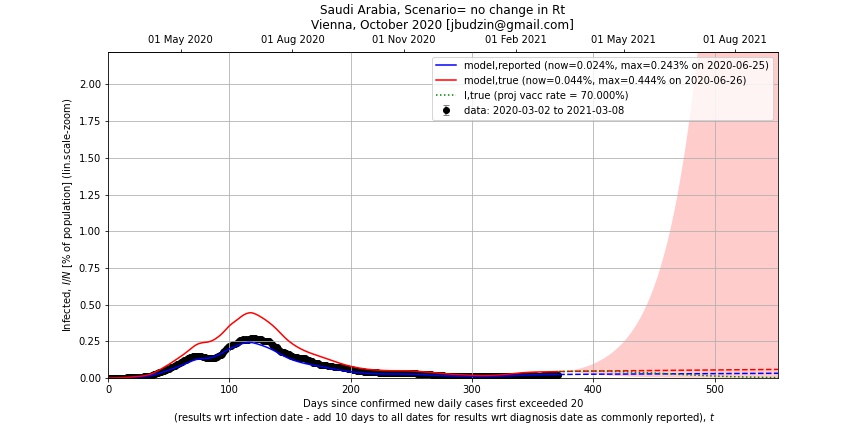 Saudi Arabia, Scenario= no change in Rt
Vienna, October 2020 [jbudzin@gmail.com]
01 May 2020 01 Aug 2020 01 Nov 2020 01 Feb 2021 01 May 2021 01 Aug 2021
model,reported (now=0.024%, max=0.243% on 2020-06-25)
model,true (now=0.044%, max=0.444% on 2020-06-26)
I,true (proj vacc rate = 70.000%)
data: 2020-03-02 to 2021-03-08
Infected, I/N [% of population] (lin.scale-zoom)
2.00
1.75
1.50
1.25
1.00
0.75
0.50
0.25
0.00
0 100 200 300 400 500
Days since confirmed new daily cases first exceeded 20
(results wrt infection date - add 10 days to all dates for results wrt diagnosis date as commonly reported), t